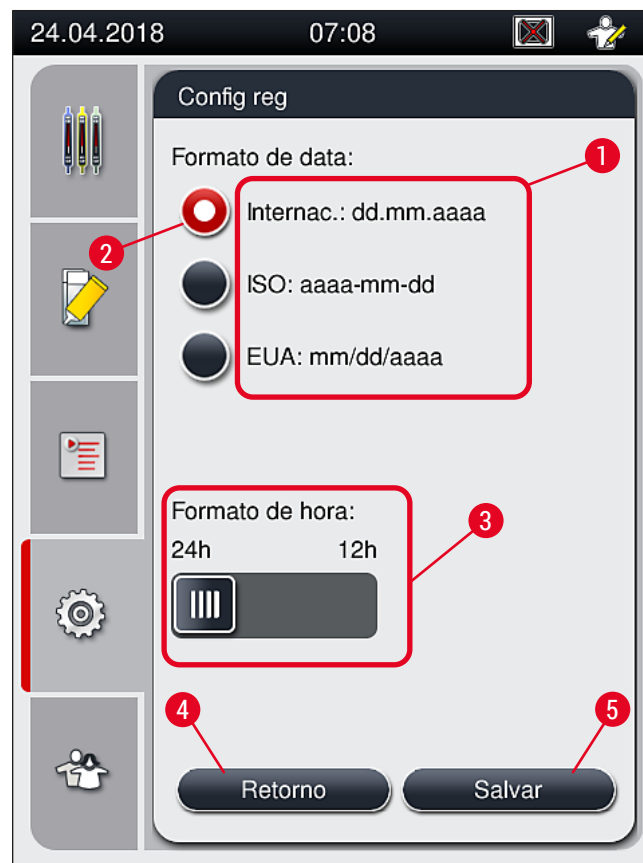 24.04.2018 07:08
Config reg
Formato de data:
1
Internac.: dd.mm.aaaa
2
ISO: aaaa-mm-dd
EUA: mm/dd/aaaa
Formato de hora:
3
24h 12h
4
5
Retorno Salvar